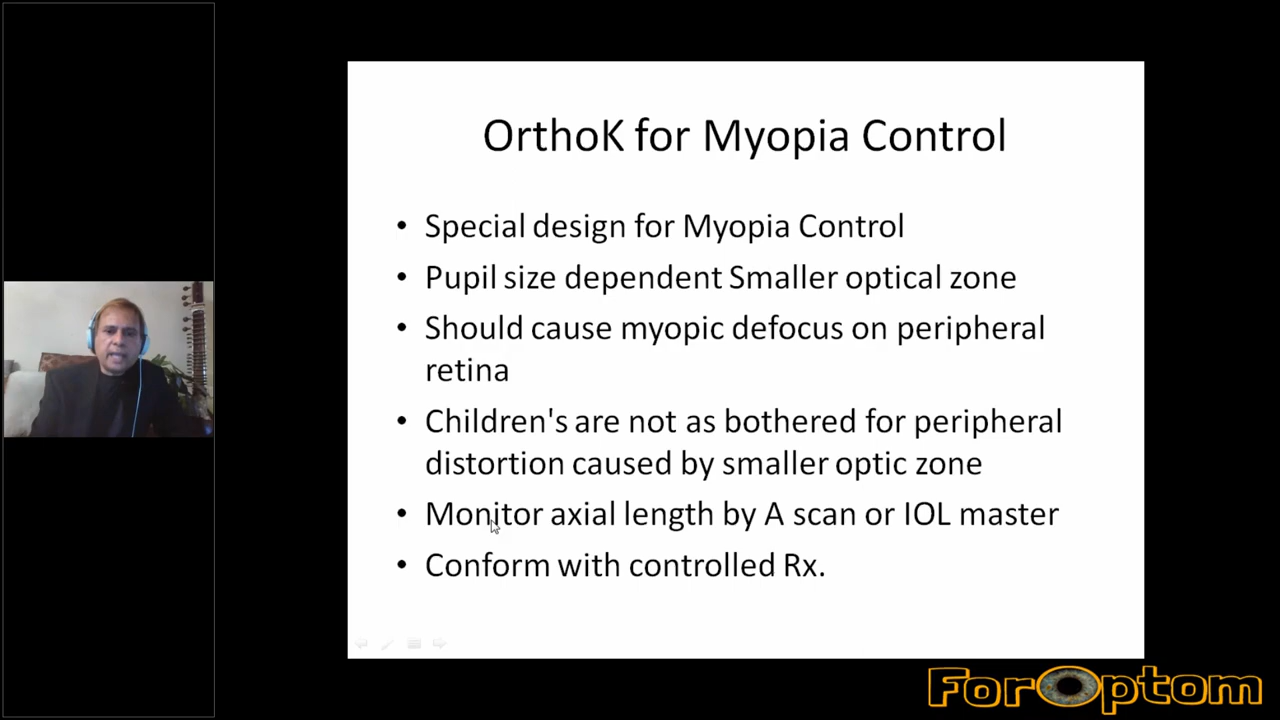 OrthoK for Myopia Control
• Special design for Myopia Control
• Pupil size dependent Smaller optical zone
• Should cause myopic defocus on peripheral
retina
• Children's are not as bothered for peripheral
distortion caused by smaller optic zone
• Monitor axial length by A scan or IOL master
• Conform with controlled Rx.
ForOptom